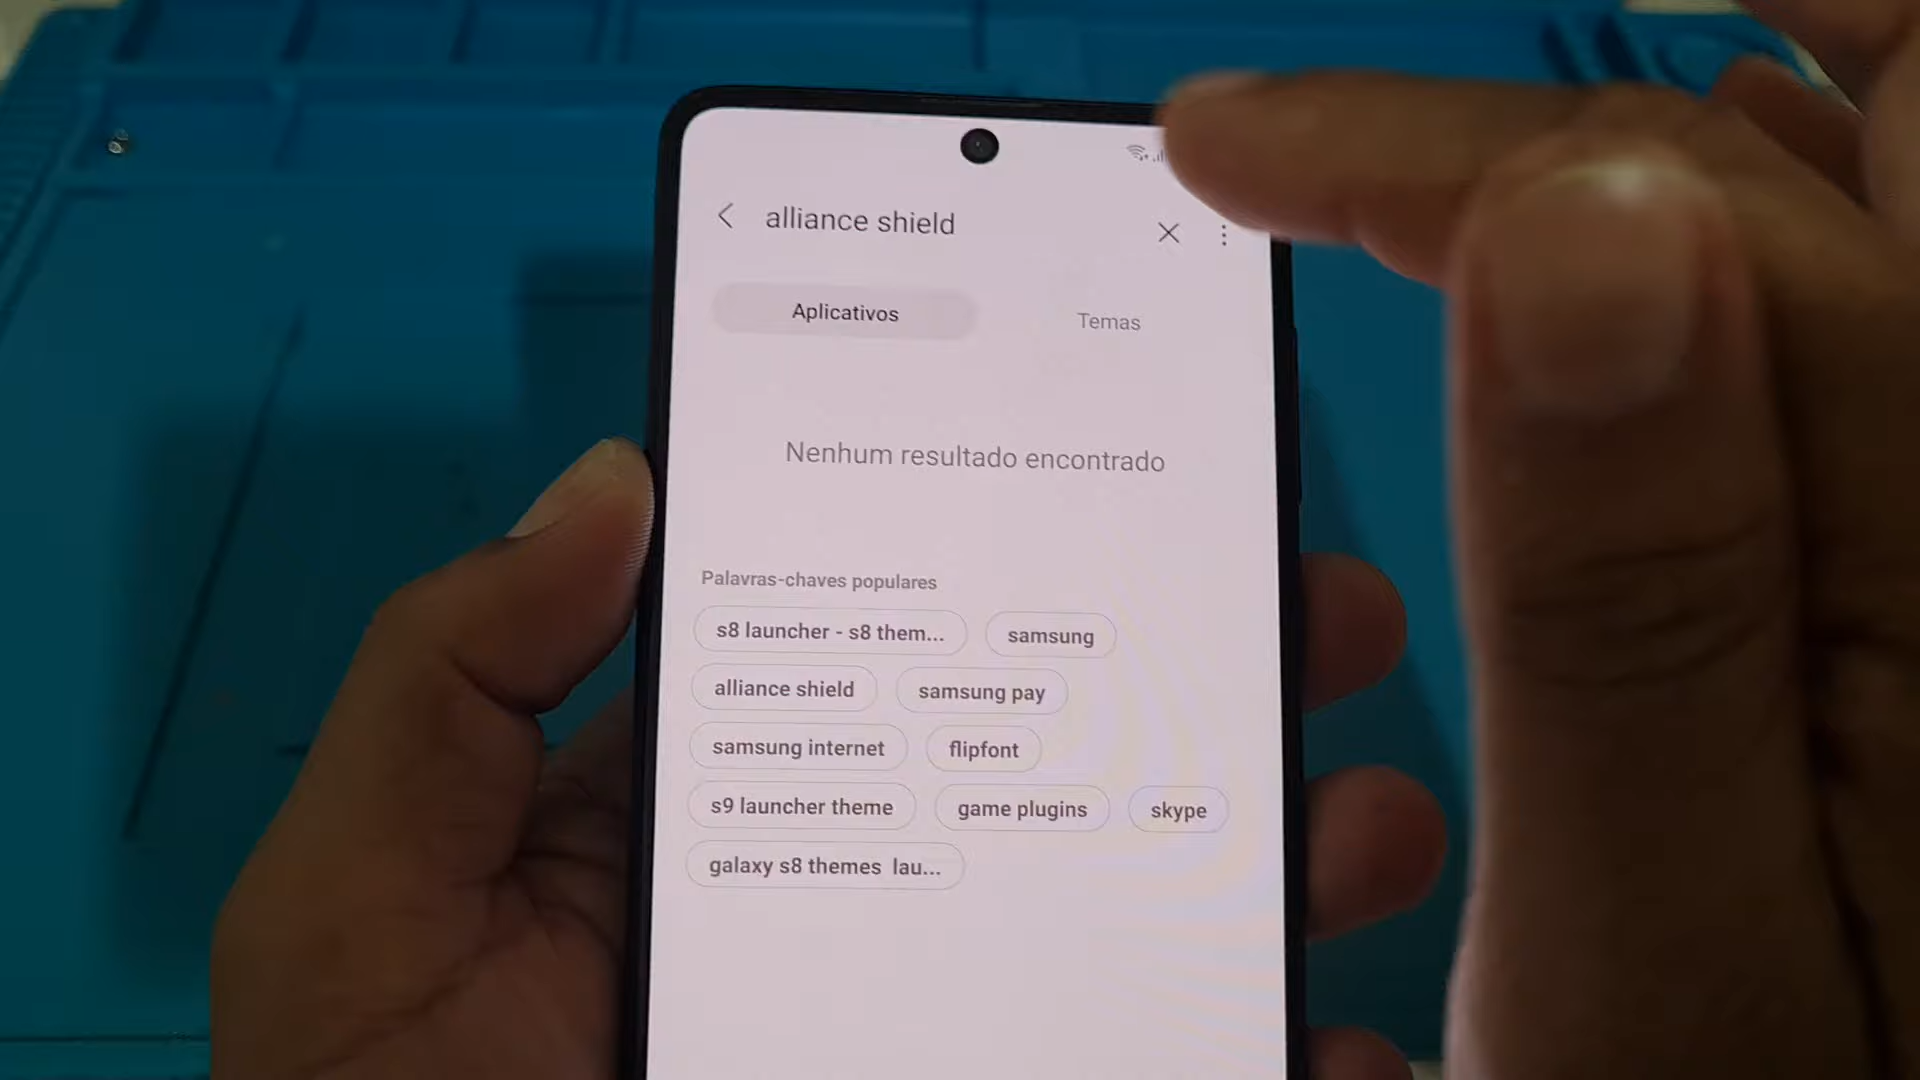 alliance shield
Aplicativos
Temas
Nenhum resultado encontrado
Palavras-chaves populares
s8 launcher - s8 them...
samsung
alliance shield
samsung pay
samsung internet
flipfont
s9 launcher theme
game plugins
skype
galaxy s8 themes lau...